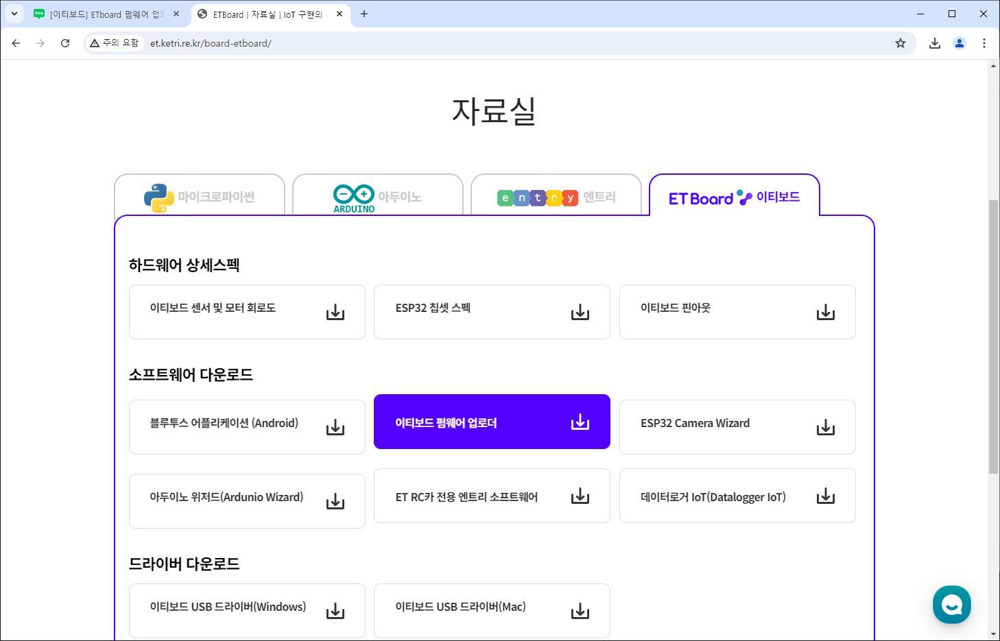 [이티보드] ETboard 펌웨어 업
ETBoard | 자료실 | IoT 구현의
주의 요함
et.ketri.re.kr/board-etboard/
자료실
마이크로파이썬
ARDUINO 아두이노
entry 엔트리
ET Board 이티보드
하드웨어 상세스펙
이티보드 센서 및 모터 회로도
ESP32 칩셋 스펙
이티보드 핀아웃
소프트웨어 다운로드
블루투스 어플리케이션 (Android)
이티보드 펌웨어 업로더
ESP32 Camera Wizard
아두이노 위저드(Ardunio Wizard)
ET RC카 전용 엔트리 소프트웨어
데이터로거 IoT(Datalogger IoT)
드라이버 다운로드
이티보드 USB 드라이버(Windows)
이티보드 USB 드라이버(Mac)